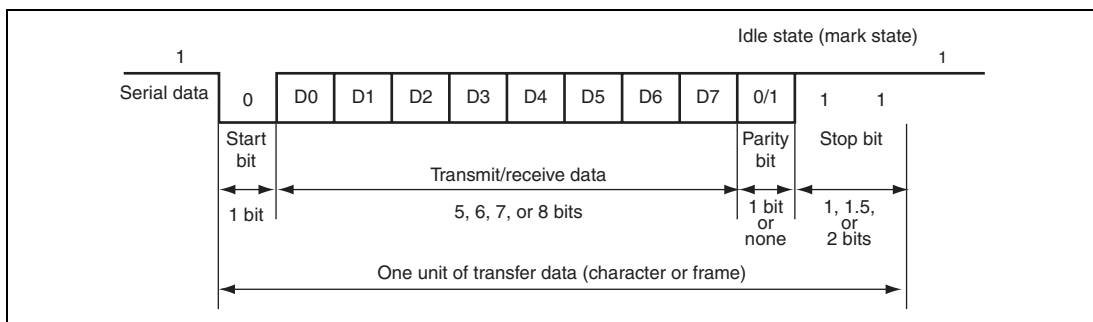 Idle state (mark state)
1 1
Serial data 0 D0 D1 D2 D3 D4 D5 D6 D7 0/1 1 1
Start
bit
Parity
bit
Stop bit
Transmit/receive data
1 bit
5, 6, 7, or 8 bits
1 bit
or
none
1, 1.5,
or
2 bits
One unit of transfer data (character or frame)